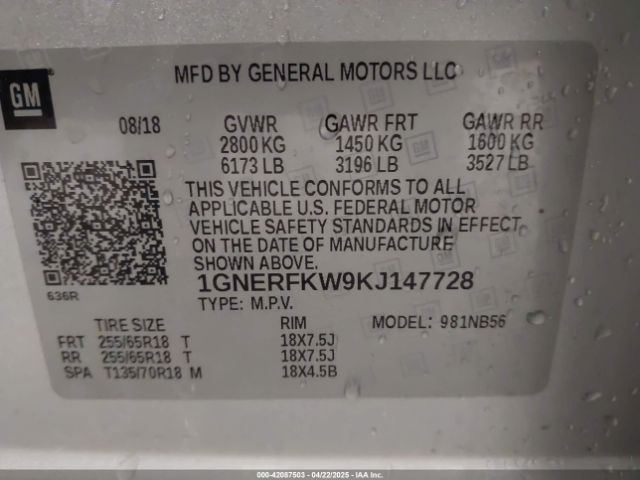 GM
MFD BY GENERAL MOTORS LLC
08/18 GVWR GAWR FRT GAWR RR
2800 KG 1450 KG 1600 KG
6173 LB 3196 LB 3527 LB
THIS VEHICLE CONFORMS TO ALL
APPLICABLE U.S. FEDERAL MOTOR
VEHICLE SAFETY STANDARDS IN EFFECT
ON THE DATE OF MANUFACTURE
SHOWN ABOVE.
636R
1GNERFKW9KJ147728
TYPE: M.P.V.
TIRE SIZE RIM MODEL: 981NB56
FRT 255/65R18 T 18X7.5J
RR 255/65R18 T 18X7.5J
SPA T135/70R18 M 18X4.5B
000-42087503 - 04/22/2025 - IAA Inc.